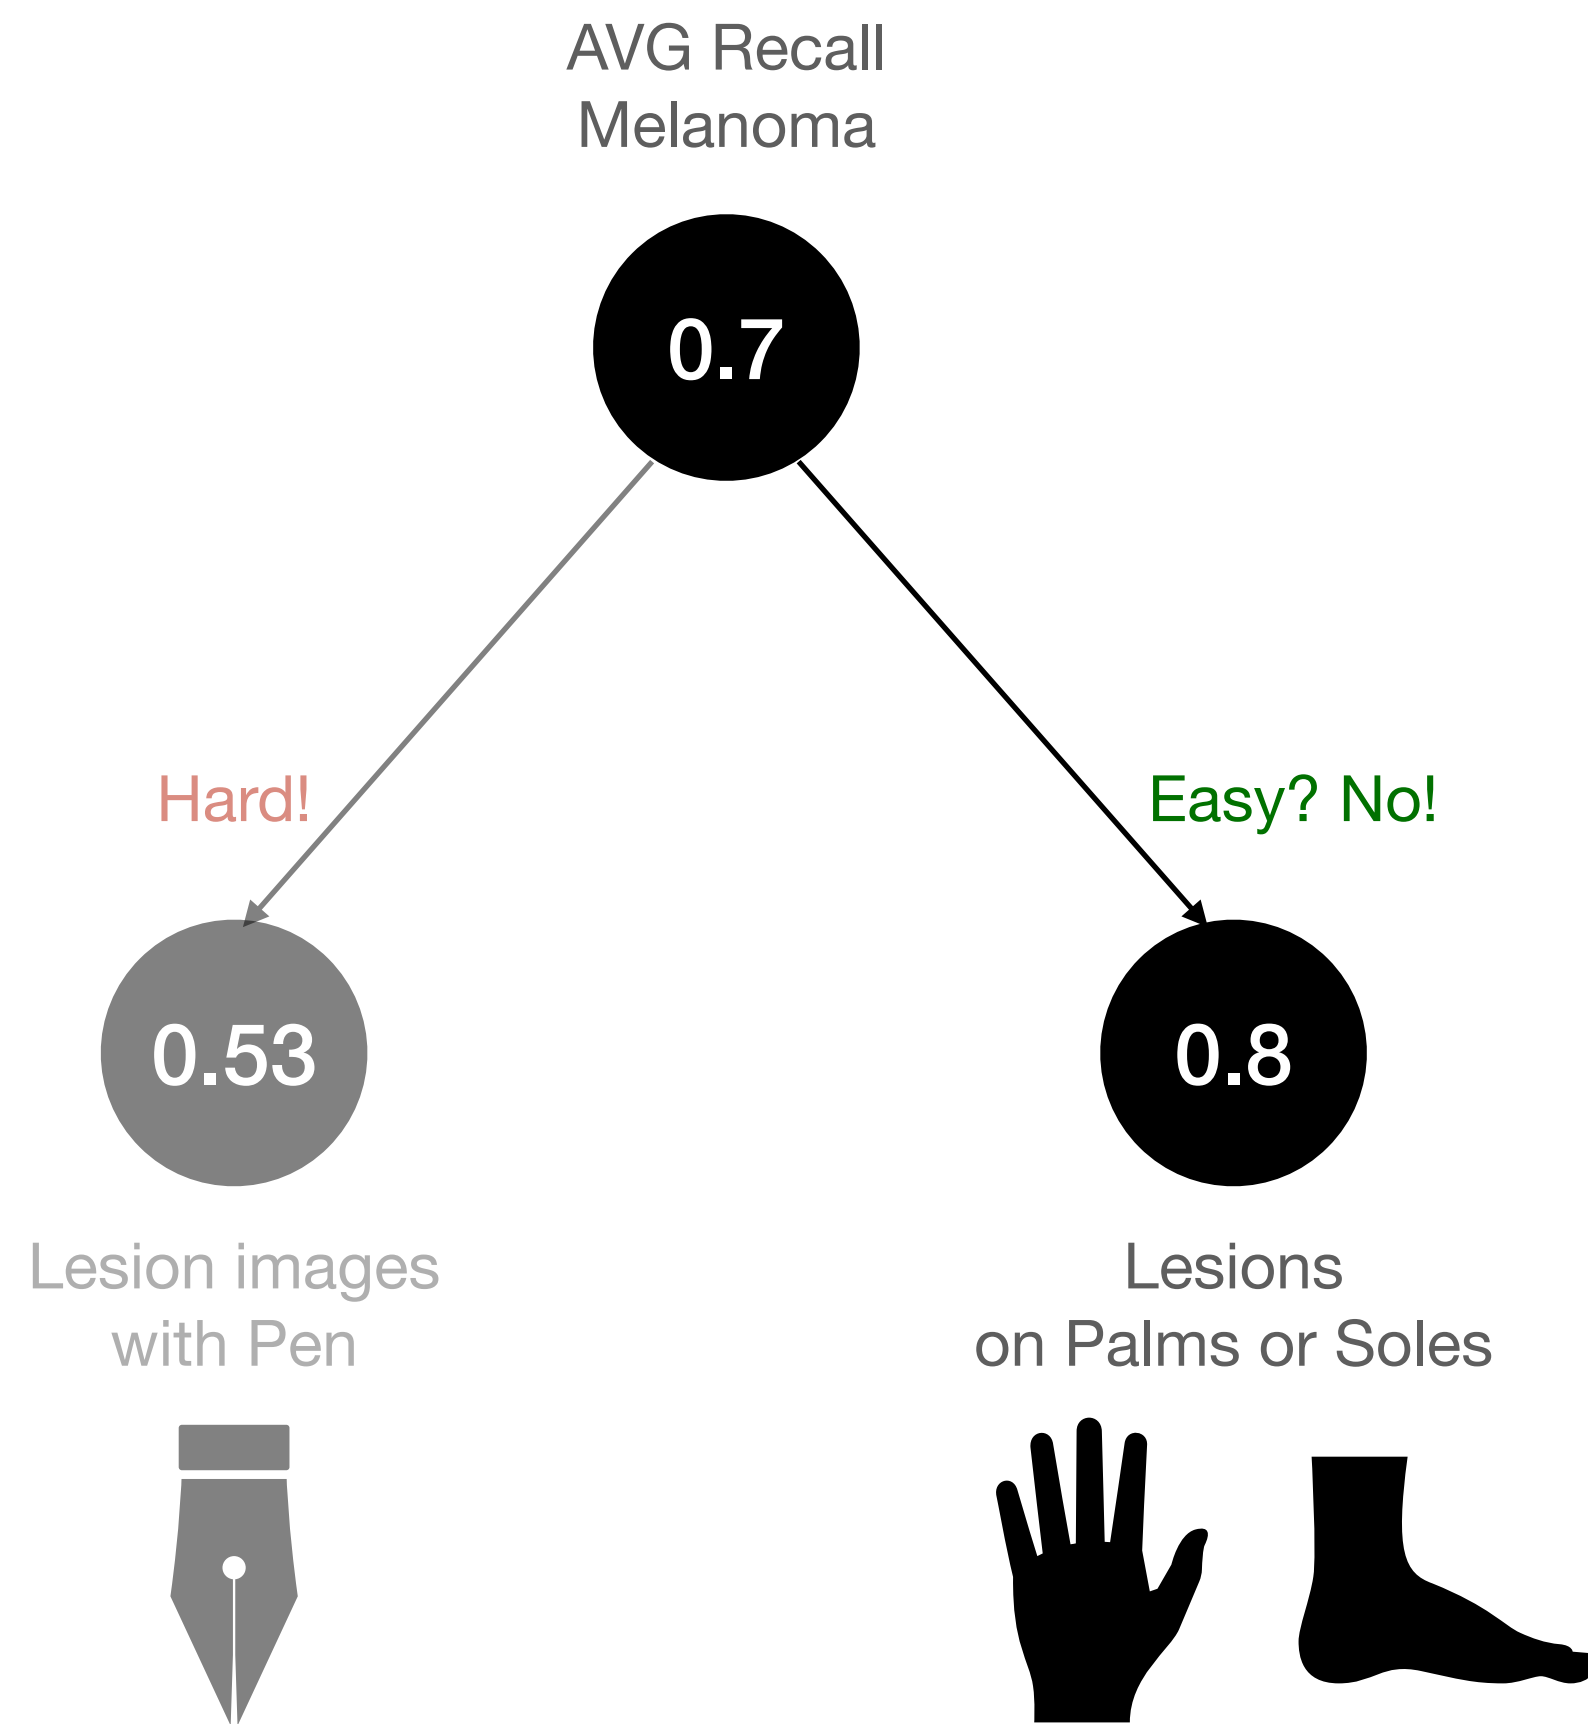 AVG Recall
Melanoma
0.7
Hard!
Easy? No!
0.53
0.8
Lesion images
with Pen
Lesions
on Palms or Soles